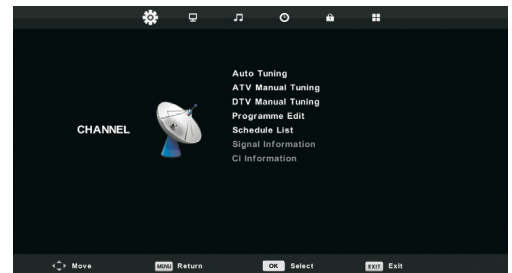 Auto Tuning
ATV Manual Tuning
DTV Manual Tuning
Programme Edit
CHANNEL
Schedule List
Signal Information
CI Information
Move MENU Return OK Select EXIT Exit